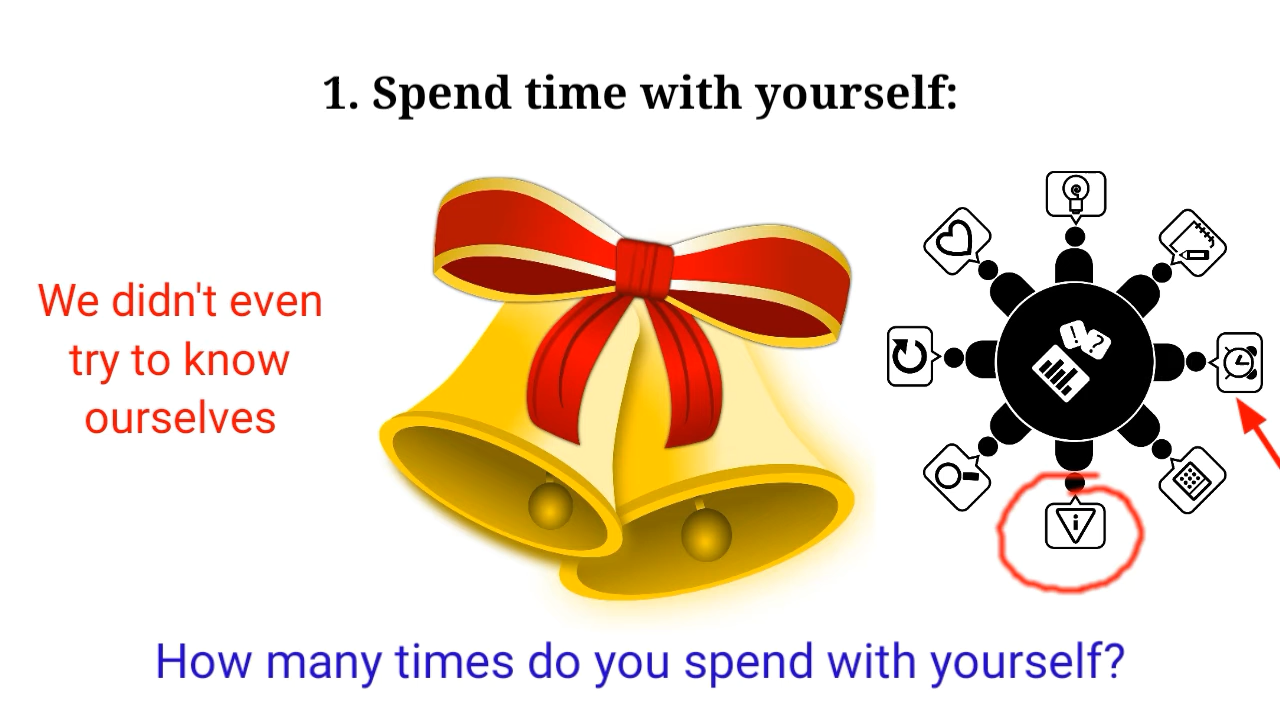 1. Spend time with yourself:
We didn't even
try to know
ourselves
! ?
i
How many times do you spend with yourself?